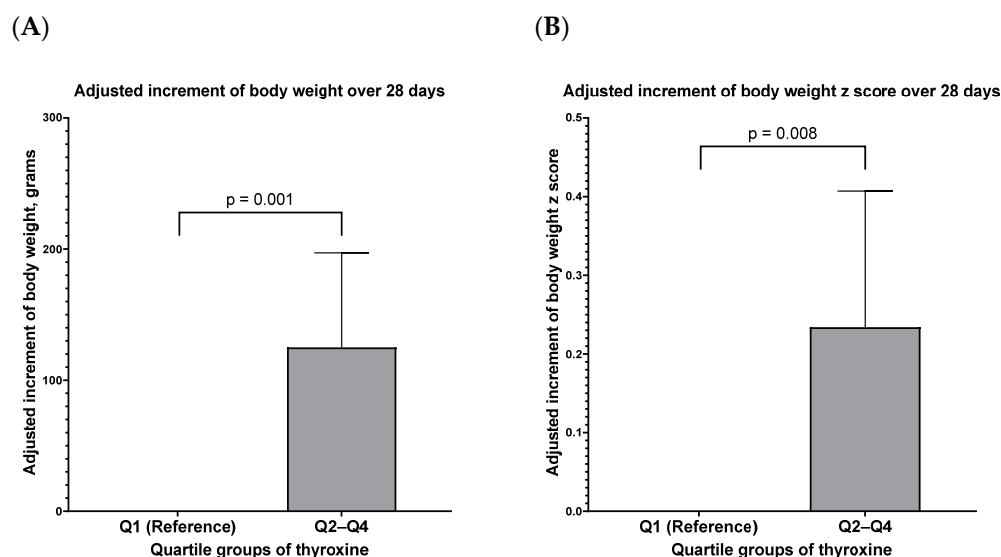 (A)
Adjusted increment of body weight over 28 days
Adjusted increment of body weight, grams
300
200
100
0
p = 0.001
Q1 (Reference) Q2–Q4
Quartile groups of thyroxine
(B)
Adjusted increment of body weight z score over 28 days
Adjusted increment of body weight z score
0.5
0.4
0.3
0.2
0.1
0.0
p = 0.008
Q1 (Reference) Q2–Q4
Quartile groups of thyroxine